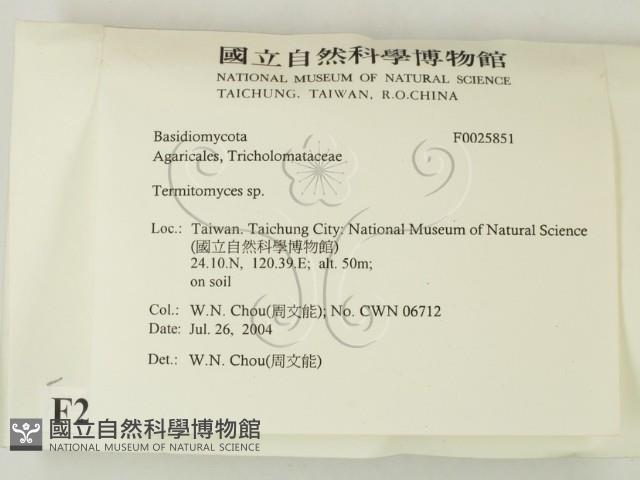 國立自然科學博物館
NATIONAL MUSEUM OF NATURAL SCIENCE
TAICHUNG, TAIWAN, R.O.CHINA
Basidiomycota F0025851
Agaricales, Tricholomataceae
Termitomyces sp.
Loc.: Taiwan. Taichung City: National Museum of Natural Science
(國立自然科學博物館)
24.10.N, 120.39.E; alt. 50m;
on soil
Col.: W.N. Chou(周文能); No. CWN 06712
Date: Jul. 26, 2004
Det.: W.N. Chou(周文能)
F2
國立自然科學博物館
NATIONAL MUSEUM OF NATURAL SCIENCE